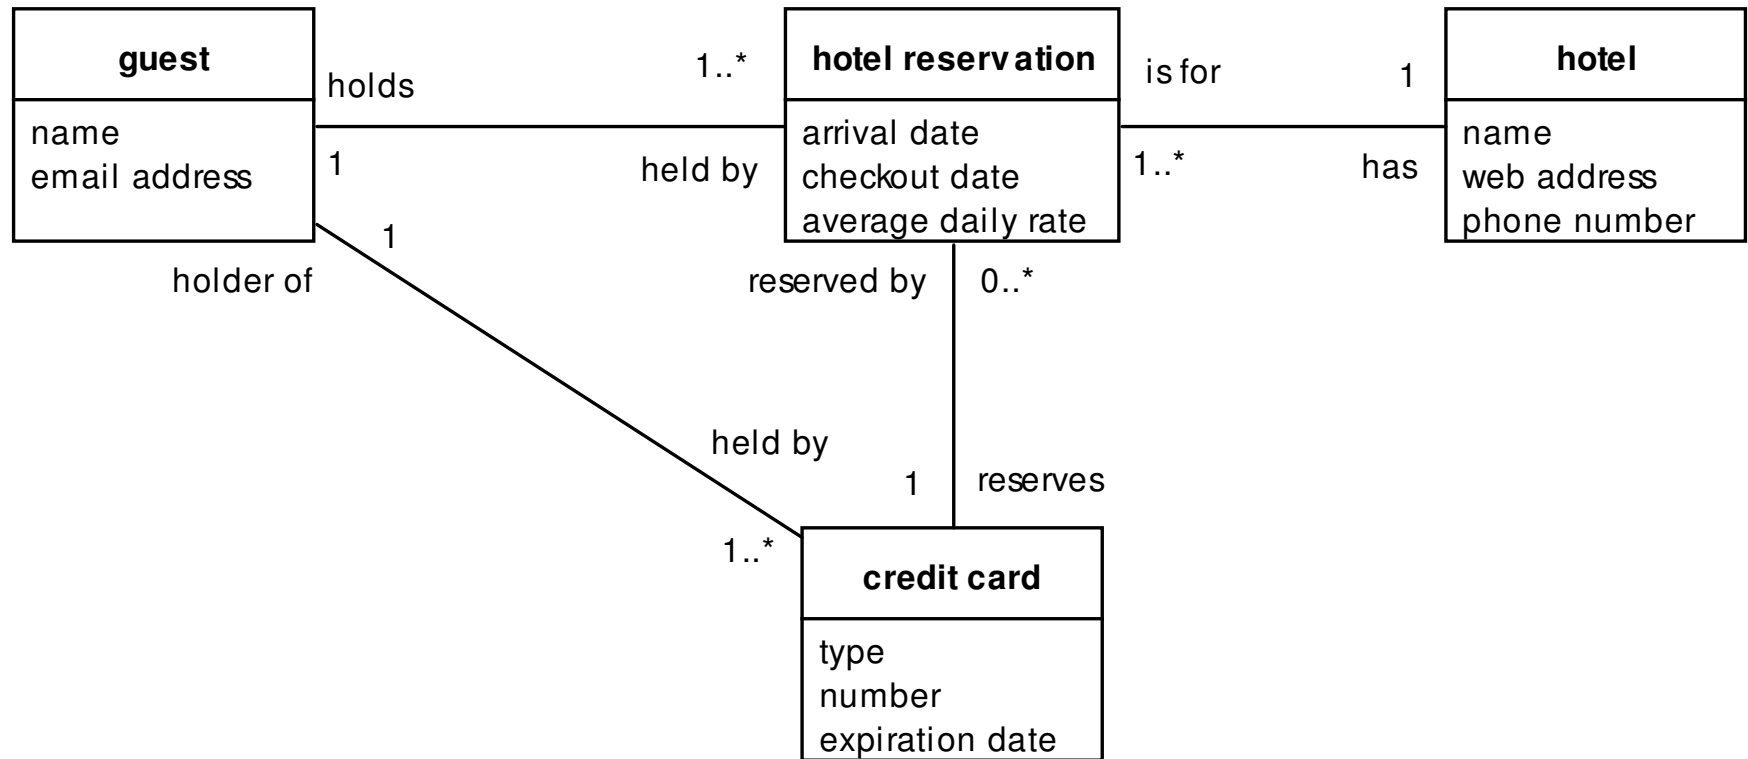 guest
holds
1..*
hotel reservation
is for
1
hotel
name
email address
1
held by
arrival date
checkout date
average daily rate
1..*
has
name
web address
phone number
1
holder of
reserved by
0..*
held by
1
reserves
1..*
credit card
type
number
expiration date